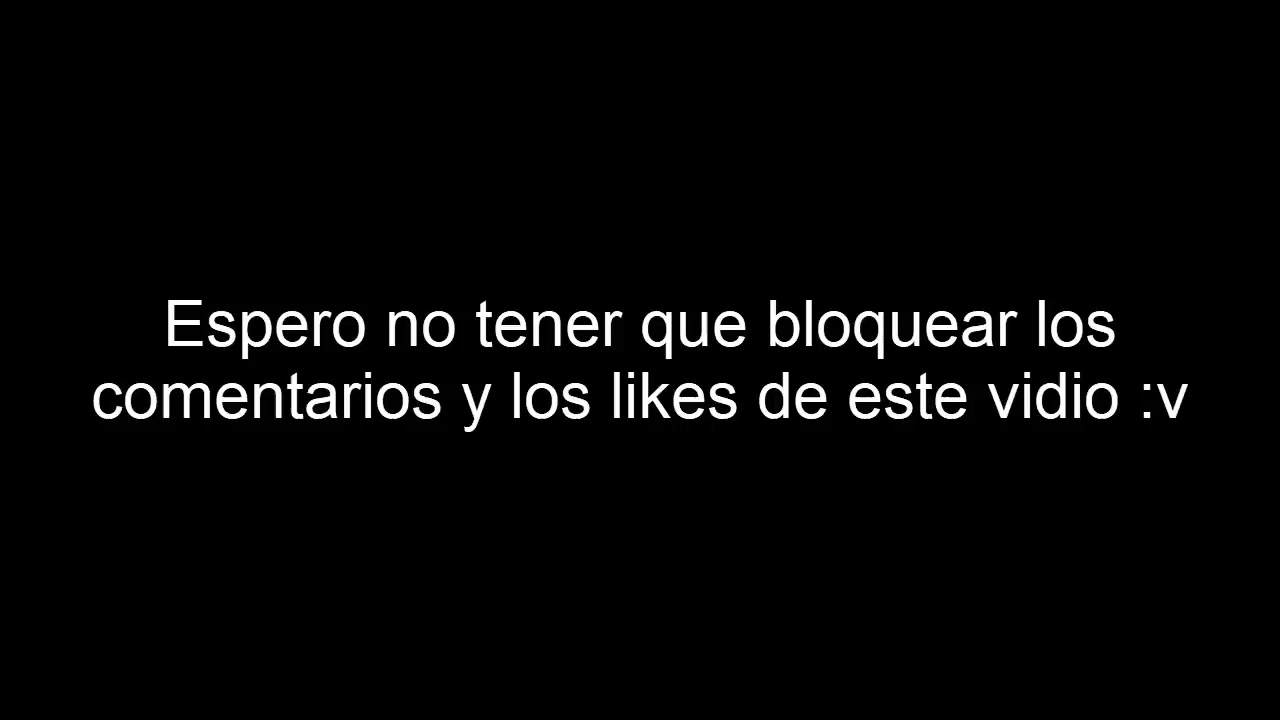 Espero no tener que bloquear los
comentarios y los likes de este vidio :v